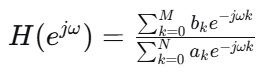 H(e^{jω}) = \frac{\sum_{k=0}^{M} b_k e^{-jωk}}{\sum_{k=0}^{N} a_k e^{-jωk}}